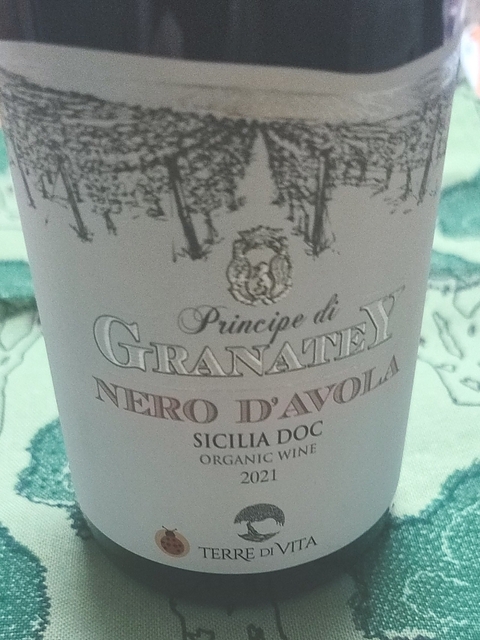 Principe di
GRANATEY
NERO D'AVOLA
SICILIA DOC
ORGANIC WINE
2021
TERRE DI VITA